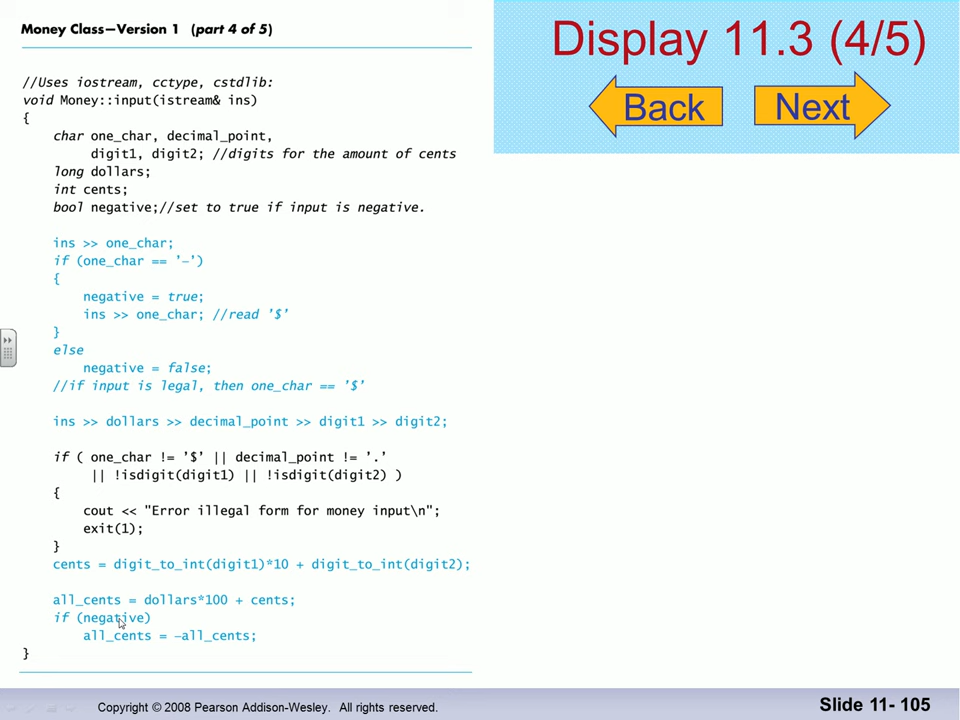 Money Class—Version 1 (part 4 of 5)
//Uses iostream, cctype, cstdlib:
void Money::input(istream& ins)
{
char one_char, decimal_point,
digit1, digit2; //digits for the amount of cents
long dollars;
int cents;
bool negative;//set to true if input is negative.
ins >> one_char;
if (one_char == ’–’)
{
negative = true;
ins >> one_char; //read ’$’
}
else
negative = false;
//if input is legal, then one_char == ’$’
ins >> dollars >> decimal_point >> digit1 >> digit2;
if ( one_char != ’$’ || decimal_point != ’.’
|| !isdigit(digit1) || !isdigit(digit2) )
{
cout << "Error illegal form for money input\n";
exit(1);
}
cents = digit_to_int(digit1)*10 + digit_to_int(digit2);
all_cents = dollars*100 + cents;
if (negative)
all_cents = –all_cents;
}
Display 11.3 (4/5)
Back Next
Copyright © 2008 Pearson Addison-Wesley. All rights reserved.
Slide 11- 105